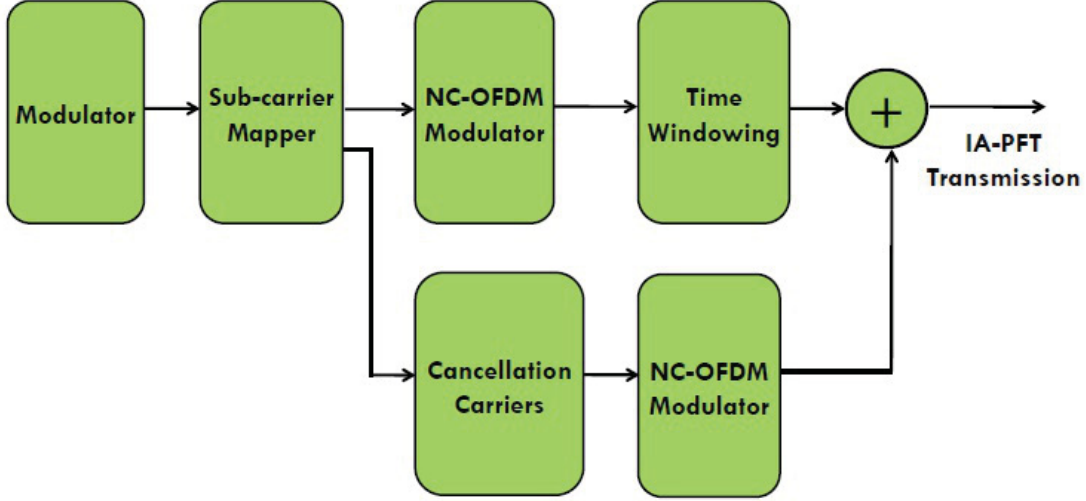 Modulator
Sub-carrier
Mapper
NC-OFDM
Modulator
Time
Windowing
+
IA-PFT
Transmission
Cancellation
Carriers
NC-OFDM
Modulator